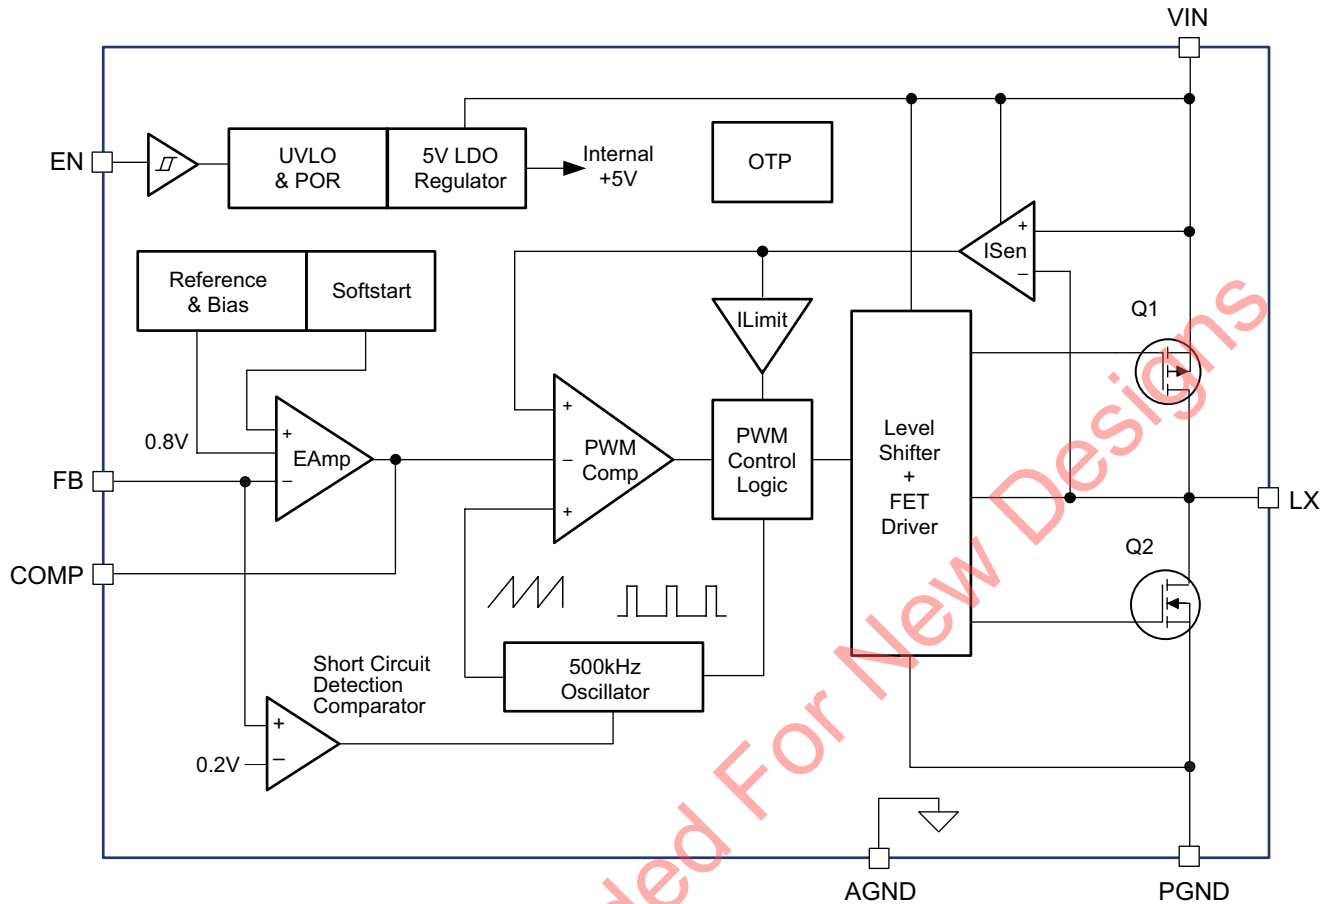 VIN
EN
UVLO
& POR
5V LDO
Regulator
Internal
+5V
OTP
+
ISen
−
Reference
& Bias
Softstart
ILimit
Q1
+
0.8V
EAmp
−
FB
+
−
PWM
Comp
+
PWM
Control
Logic
Level
Shifter
+
FET
Driver
LX
Q2
COMP
500kHz
Oscillator
Short Circuit
Detection
Comparator
+
0.2V
−
AGND
PGND
ded For New Designs